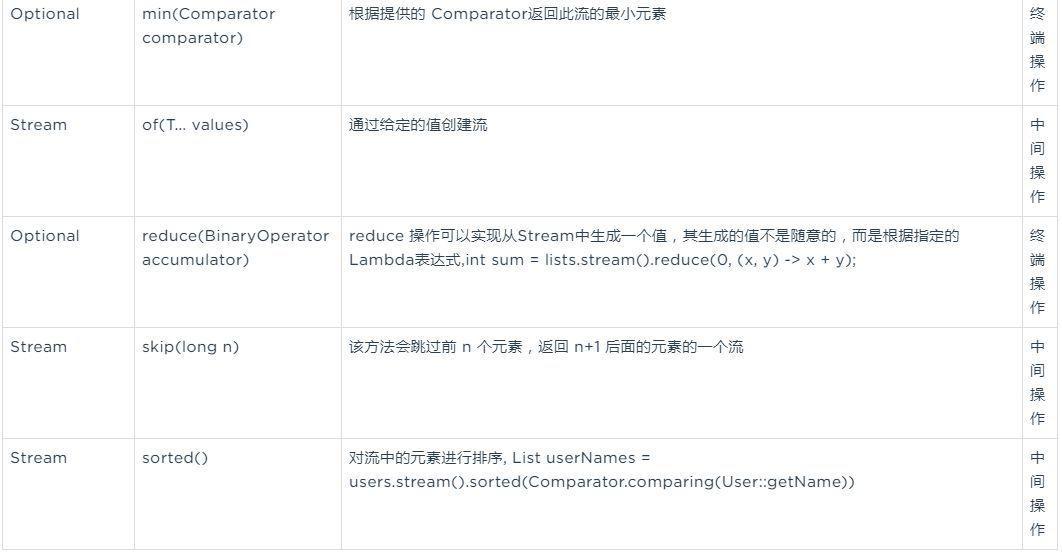 Optional
min(Comparator
comparator)
根据提供的 Comparator返回此流的最小元素
终
端
操
作
Stream
of(T... values)
通过给定的值创建流
中
间
操
作
Optional
reduce(BinaryOperator
accumulator)
reduce 操作可以实现从Stream中生成一个值，其生成的值不是随意的，而是根据指定的
Lambda表达式,int sum = lists.stream().reduce(0, (x, y) -> x + y);
终
端
操
作
Stream
skip(long n)
该方法会跳过前 n 个元素，返回 n+1 后面的元素的一个流
中
间
操
作
Stream
sorted()
对流中的元素进行排序, List userNames =
users.stream().sorted(Comparator.comparing(User::getName))
中
间
操
作